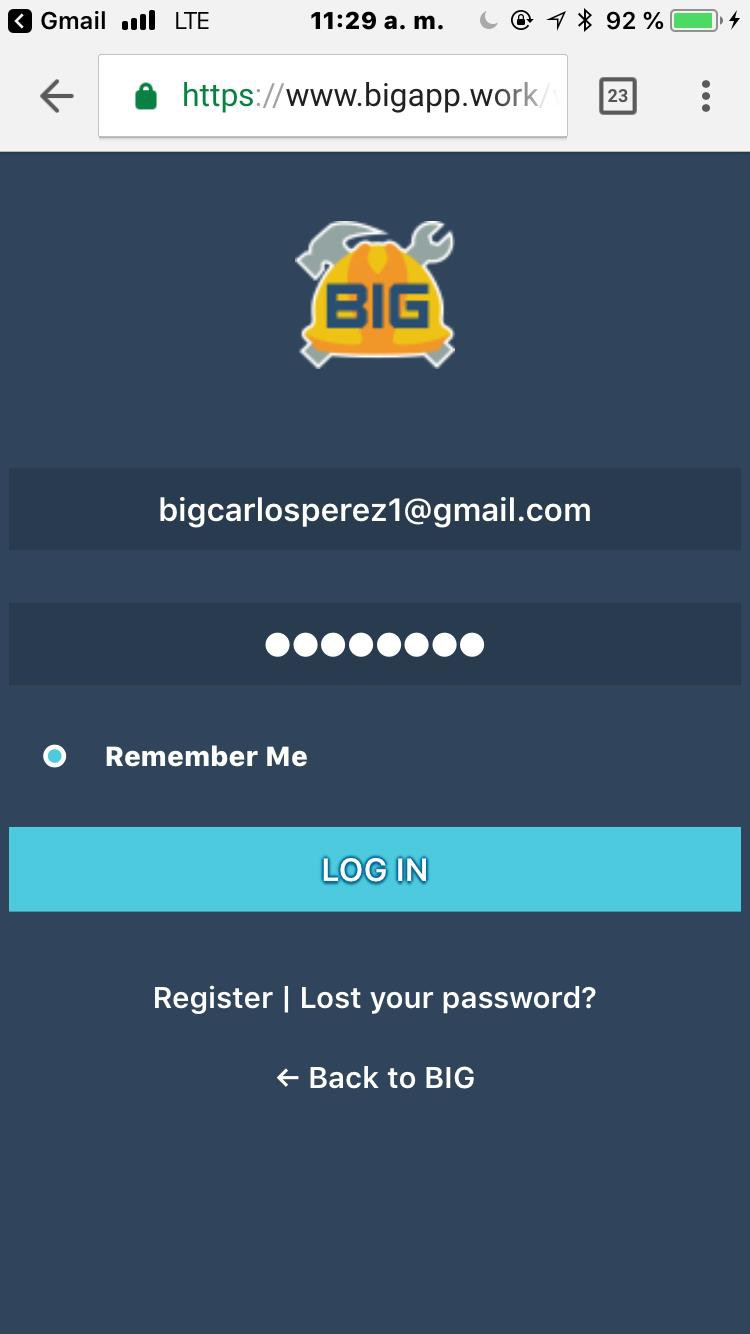 Gmail LTE 11:29 a. m. 92 %
https://www.bigapp.work/
23
BIG
bigcarlosperez1@gmail.com
●●●●●●●●
Remember Me
LOG IN
Register | Lost your password?
← Back to BIG